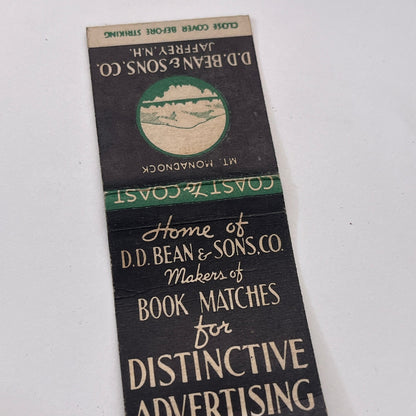 CLOSE COVER BEFORE STRIKING
D.D. BEAN & SONS, CO.
JAFFREY, N.H.
MT. MONADNOCK
COAST to COAST
Home of
D.D. BEAN & SONS, CO.
Makers of
BOOK MATCHES
for
DISTINCTIVE
ADVERTISING